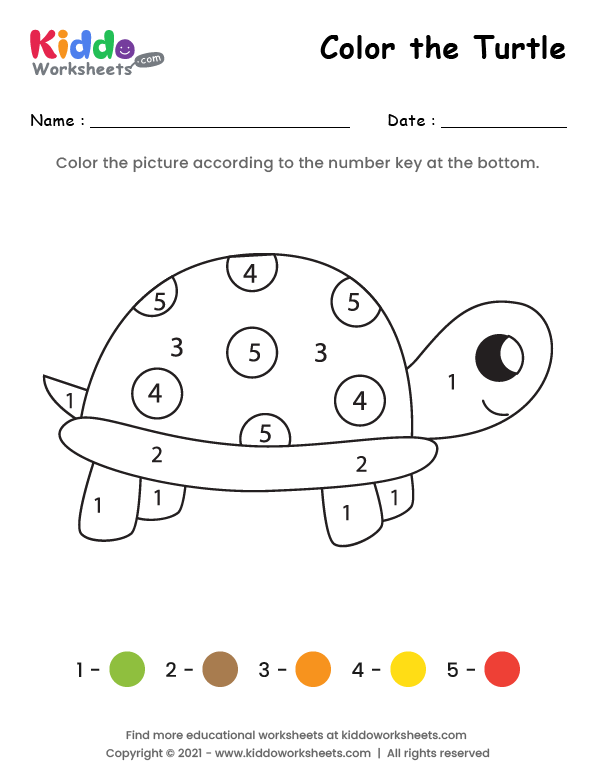 Kiddo
Worksheets .com
Color the Turtle
Name : Date :
Color the picture according to the number key at the bottom.
4
5 5
3 5 3
1
4 4
1
5
2 2
1 1 1 1
1 - 2 - 3 - 4 - 5 -
Find more educational worksheets at kiddoworksheets.com
Copyright © 2021 - www.kiddoworksheets.com | All rights reserved